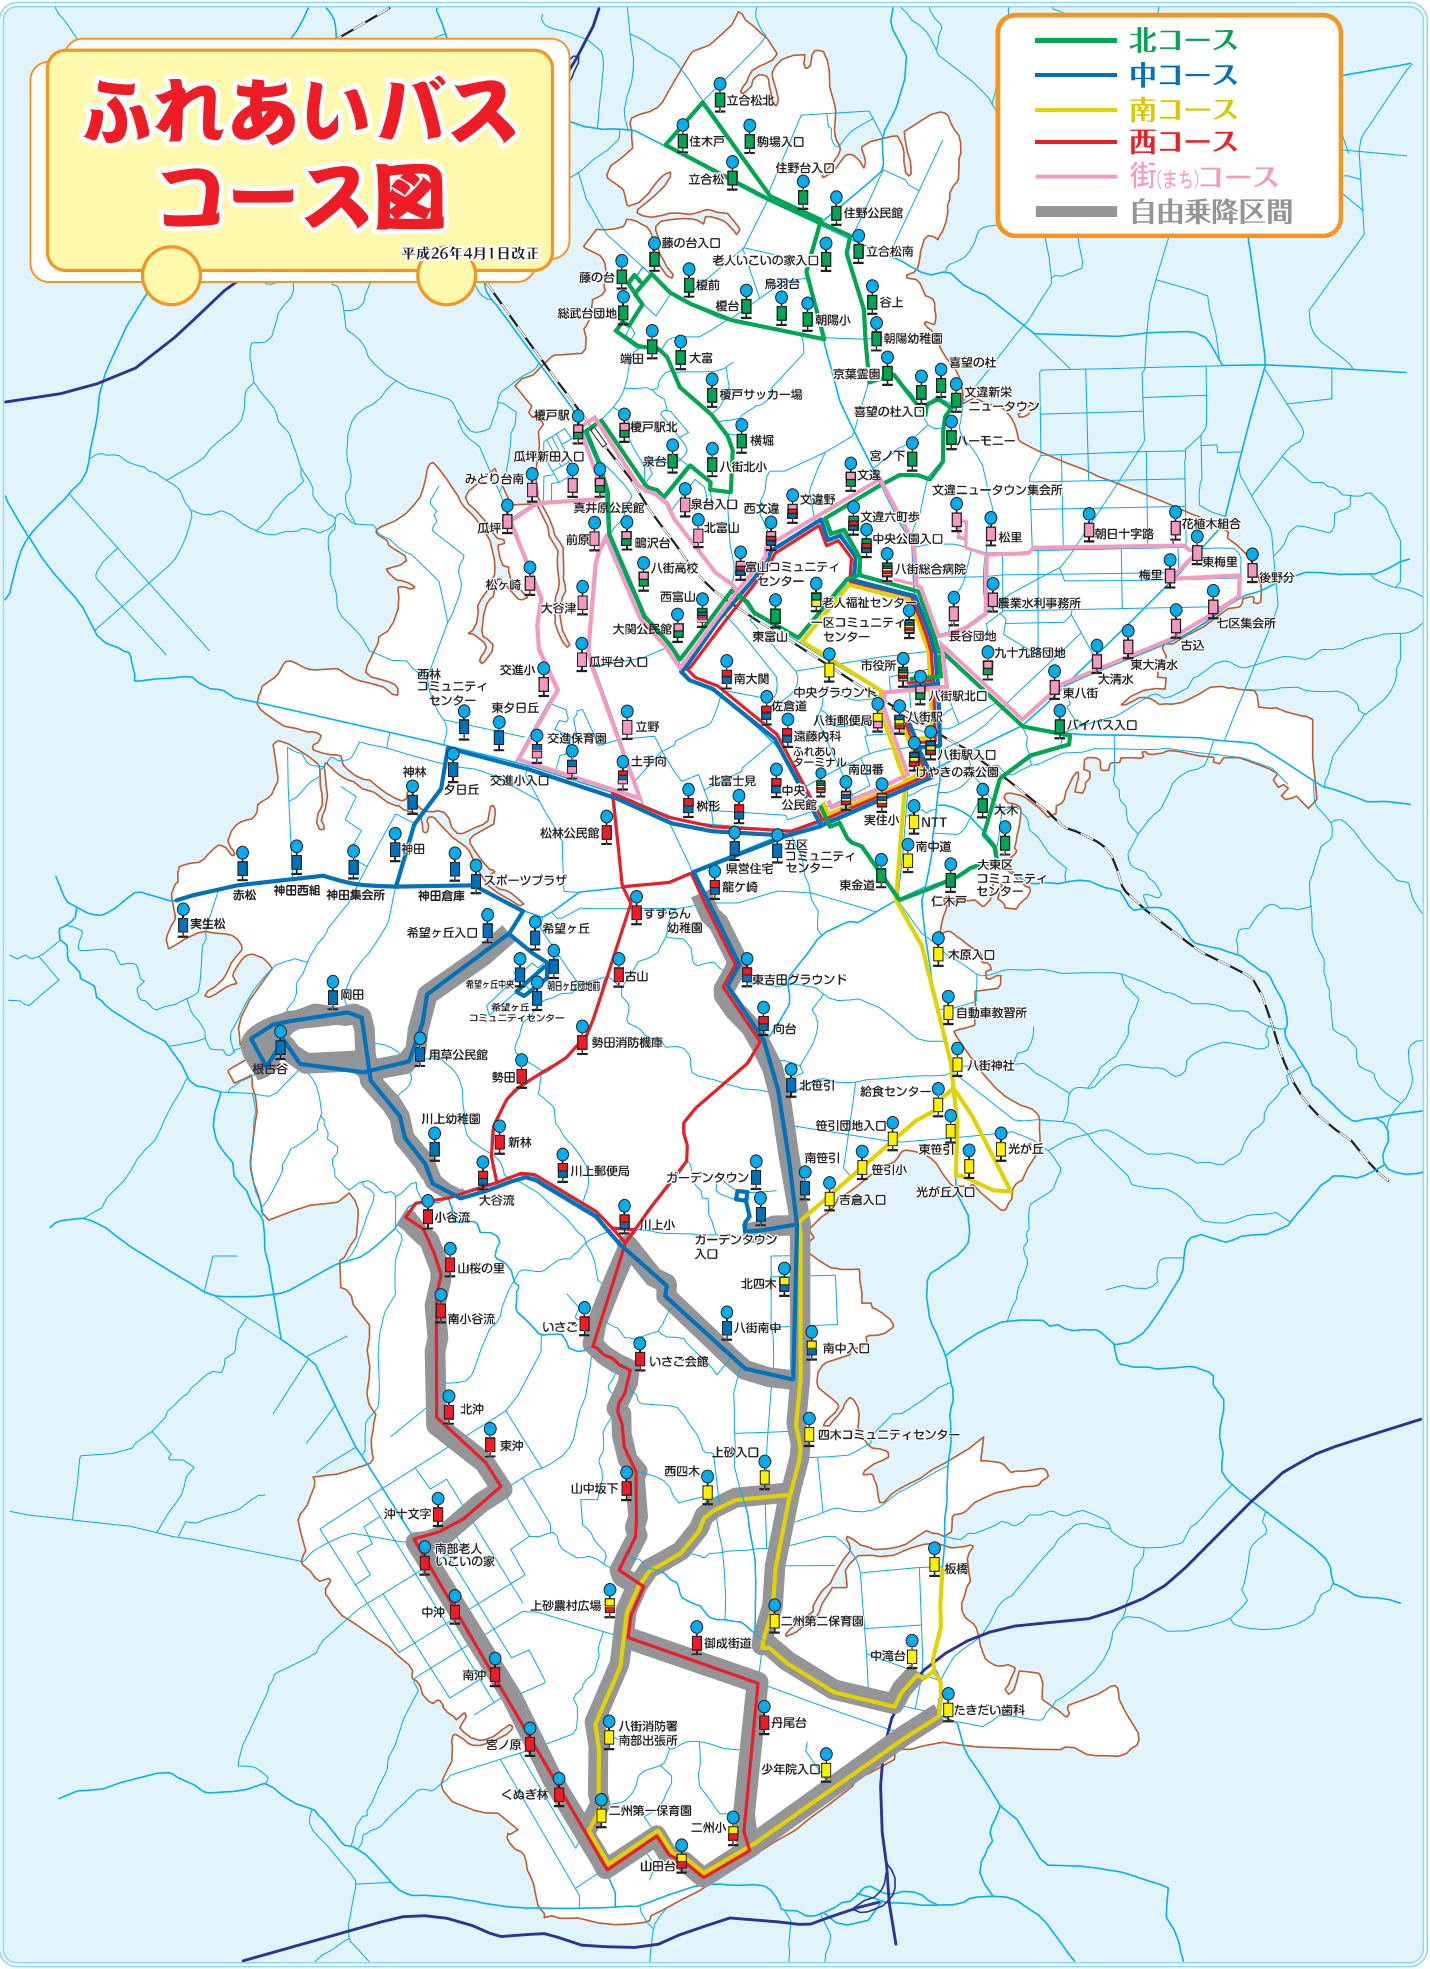 ふれあいバス
コース図
平成26年4月1日改正
北コース
中コース
南コース
西コース
街(まち)コース
自由乗降区間
立合松北
住木戸
駒場入口
立合松
住野台入口
住野公民館
藤の台入口
老人いこいの家入口
立合松南
藤の台
榎前
烏羽台
榎台
谷上
総武台団地
朝陽小
朝陽幼稚園
端田
大富
喜望の杜
京葉霊園
文違新栄
ニュータウン
榎戸サッカー場
喜望の杜入口
榎戸駅
榎戸駅北
横堀
ハーモニー
瓜坪新田入口
泉台
八街北小
宮ノ下
みどり台南
文違
真井原公民館
泉台入口
文違野
文違ニュータウン集会所
西文違
文違六町歩
瓜坪
前原
鴫沢台
北富山
中央公園入口
松里
朝日十字路
花植木組合
東梅里
八街高校
富山コミュニティ
センター
八街総合病院
梅里
後野分
松ヶ崎
大谷津
西富山
老人福祉センター
農業水利事務所
大関公民館
東富山
一区コミュニティ
センター
長谷団地
七区集会所
古込
瓜坪台入口
九十九路団地
東大清水
西林
コミュニティ
センター
交進小
南大関
市役所
大清水
中央グラウンド
八街駅北口
東八街
東夕日丘
佐倉道
八街郵便局
八街駅
バイパス入口
交進保育園
立野
遠藤内科
ふれあい
ターミナル
八街駅入口
けやきの森公園
神林
夕日丘
交進小入口
土手向
北富士見
南四番
桝形
中央
公民館
実住小
NTT
大木
松林公民館
五区
コミュニティ
センター
県営住宅
南中道
大東区
コミュニティ
センター
神田
赤松
神田西組
神田集会所
神田倉庫
スポーツプラザ
龍ケ崎
東金道
仁木戸
実生松
すずらん
幼稚園
希望ヶ丘入口
希望ヶ丘
木原入口
希望ヶ丘中央
朝日ヶ丘団地前
古山
東吉田グラウンド
岡田
希望ヶ丘
コミュニティセンター
自動車教習所
向台
勢田消防機庫
根古谷
用草公民館
勢田
北笹引
八街神社
給食センター
川上幼稚園
新林
笹引団地入口
東笹引
光が丘
川上郵便局
ガーデンタウン
南笹引
笹引小
光が丘入口
大谷流
吉倉入口
小谷流
川上小
ガーデンタウン
入口
山桜の里
北四木
南小谷流
いさご
八街南中
南中入口
いさご会館
北沖
東沖
四木コミュニティセンター
上砂入口
西四木
山中坂下
沖十文字
南部老人
いこいの家
板橋
中沖
上砂農村広場
二州第二保育園
御成街道
中滝台
南沖
たきだい歯科
八街消防署
南部出張所
丹尾台
宮ノ原
少年院入口
くぬぎ林
二州第一保育園
二州小
山田台